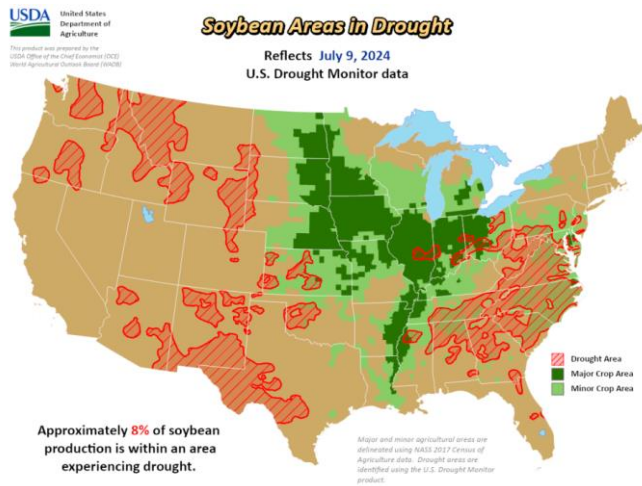 USDA
United States
Department of
Agriculture
This product was prepared by the
USDA Office of the Chief Economist (OCE)
World Agricultural Outlook Board (WAOB)
Soybean Areas in Drought
Reflects July 9, 2024
U.S. Drought Monitor data
Drought Area
Major Crop Area
Minor Crop Area
Approximately 8% of soybean
production is within an area
experiencing drought.
Major and minor agricultural areas are
delineated using NASS 2017 Census of
Agriculture data. Drought areas are
identified using the U.S. Drought Monitor
product.